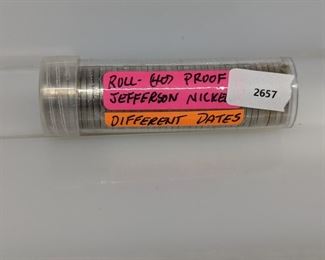 ROLL- (40) PROOF
JEFFERSON NICKE
2657
DIFFERENT DATES